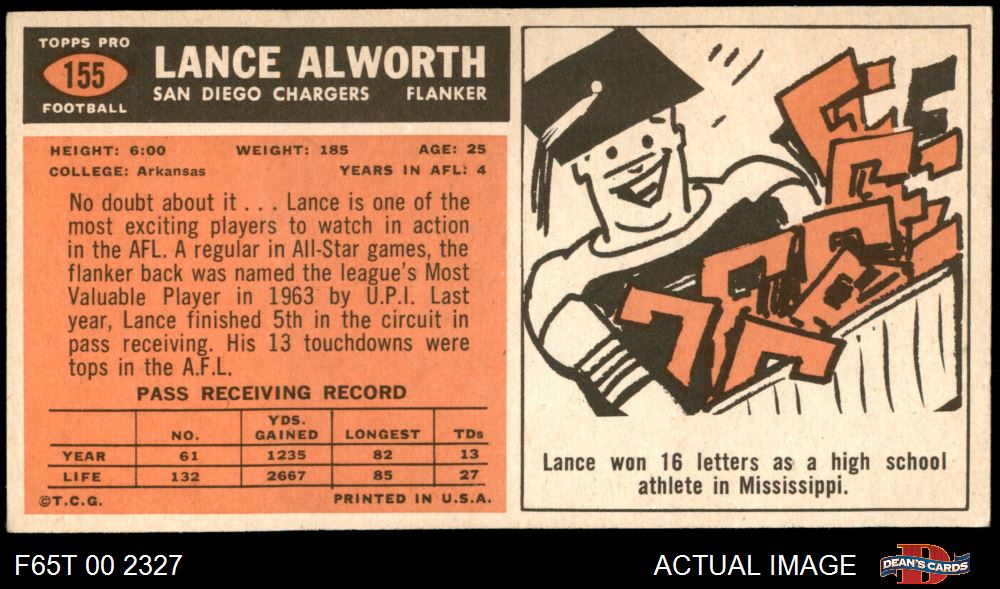 TOPPS PRO
155
FOOTBALL
LANCE ALWORTH
SAN DIEGO CHARGERS FLANKER
HEIGHT: 6:00 WEIGHT: 185 AGE: 25
COLLEGE: Arkansas YEARS IN AFL: 4
No doubt about it . . . Lance is one of the
most exciting players to watch in action
in the AFL. A regular in All-Star games, the
flanker back was named the league's Most
Valuable Player in 1963 by U.P.I. Last
year, Lance finished 5th in the circuit in
pass receiving. His 13 touchdowns were
tops in the A.F.L.
PASS RECEIVING RECORD
NO. YDS. GAINED LONGEST TDs
YEAR 61 1235 82 13
LIFE 132 2667 85 27
©T.C.G. PRINTED IN U.S.A.
Lance won 16 letters as a high school
athlete in Mississippi.
F65T 00 2327 ACTUAL IMAGE
D
DEAN'S CARDS